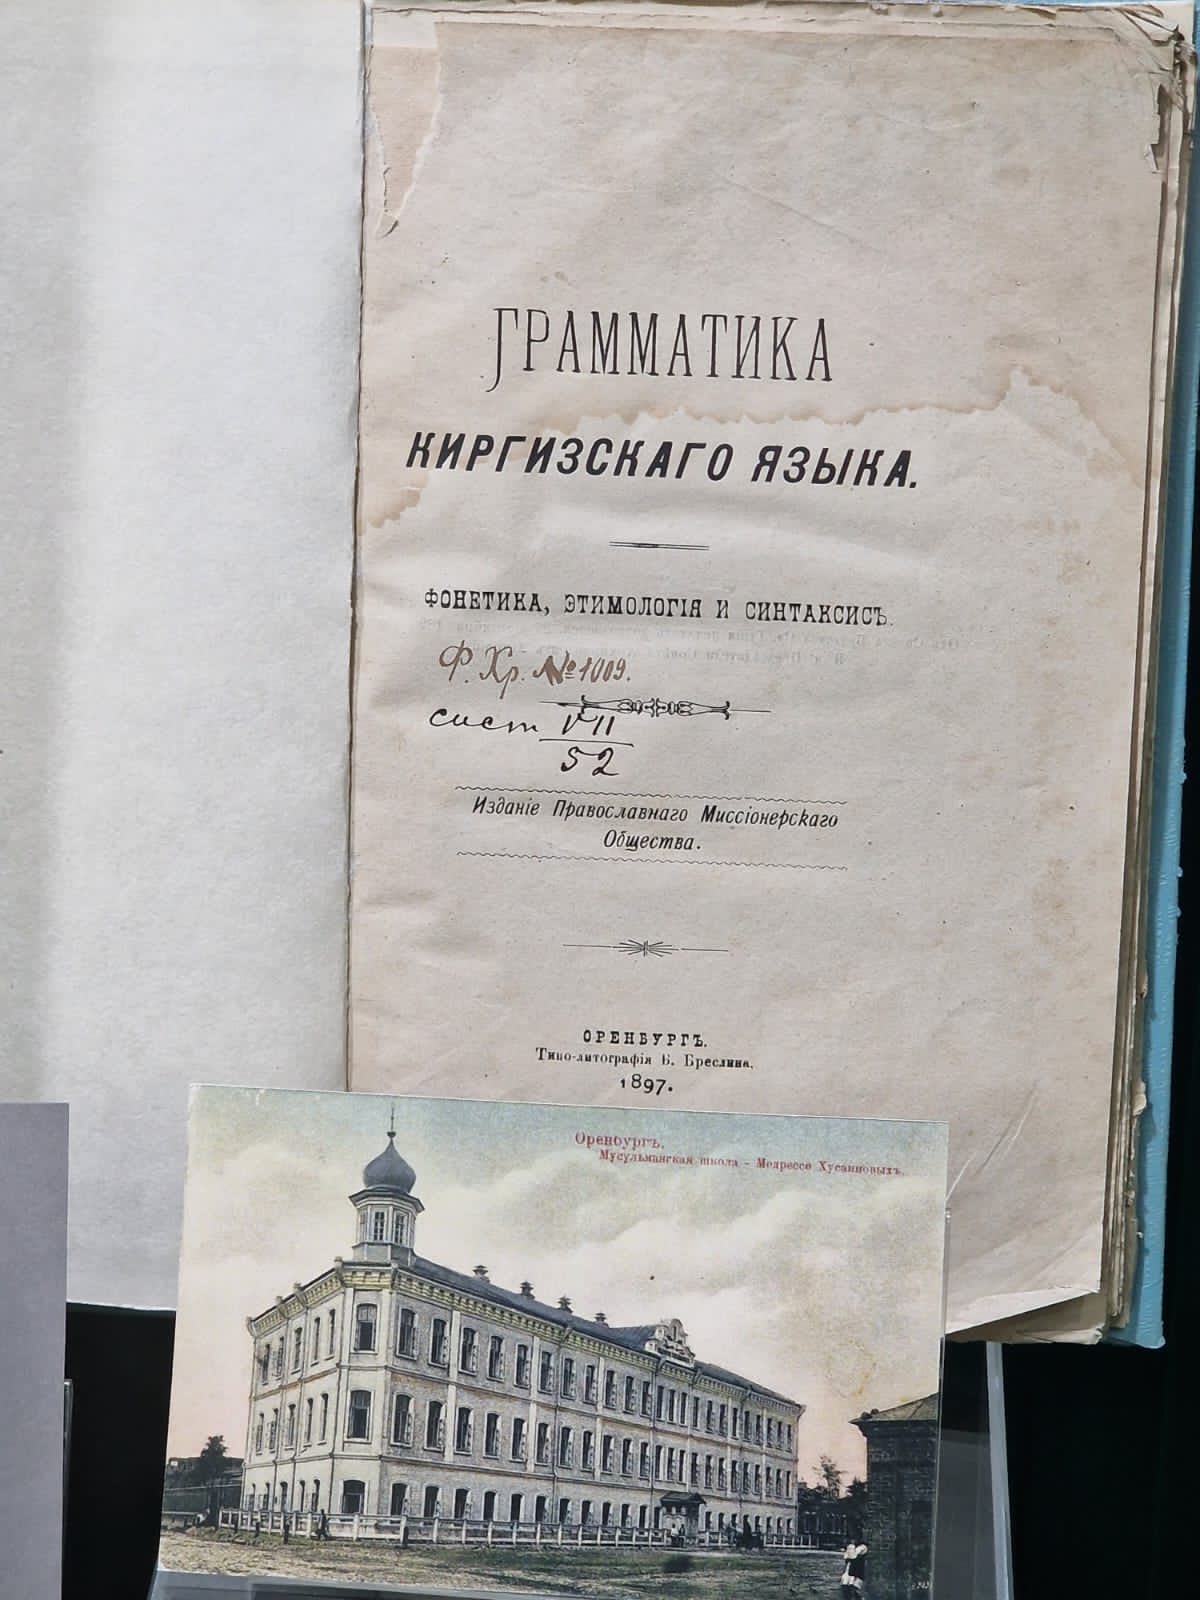 ГРАММАТИКА
КИРГИЗСКАГО ЯЗЫКА.
ФОНЕТИКА, ЭТИМОЛОГІЯ И СИНТАКСИСЪ.
Ф. Хр. №1009.
сист VII
52
Изданіе Православнаго Миссіонерскаго
Общества.
ОРЕНБУРГЪ.
Типо-литографія Б. Бреслина.
1897.
Оренбургъ.
Мусульманская школа - Медрессе Хусаиновыхъ.